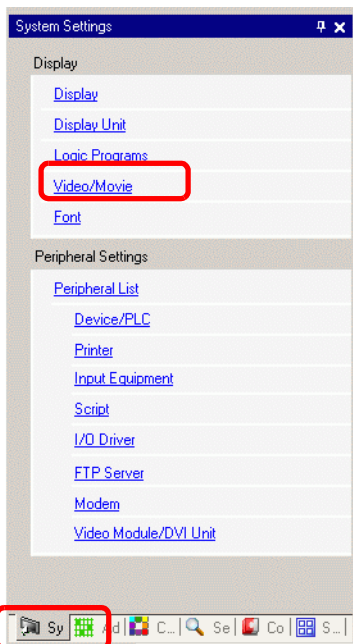 System Settings
Display
Display
Display Unit
Logic Programs
Video/Movie
Font
Peripheral Settings
Peripheral List
Device/PLC
Printer
Input Equipment
Script
I/O Driver
FTP Server
Modem
Video Module/DVI Unit
Sy Ad C... Se Co S...